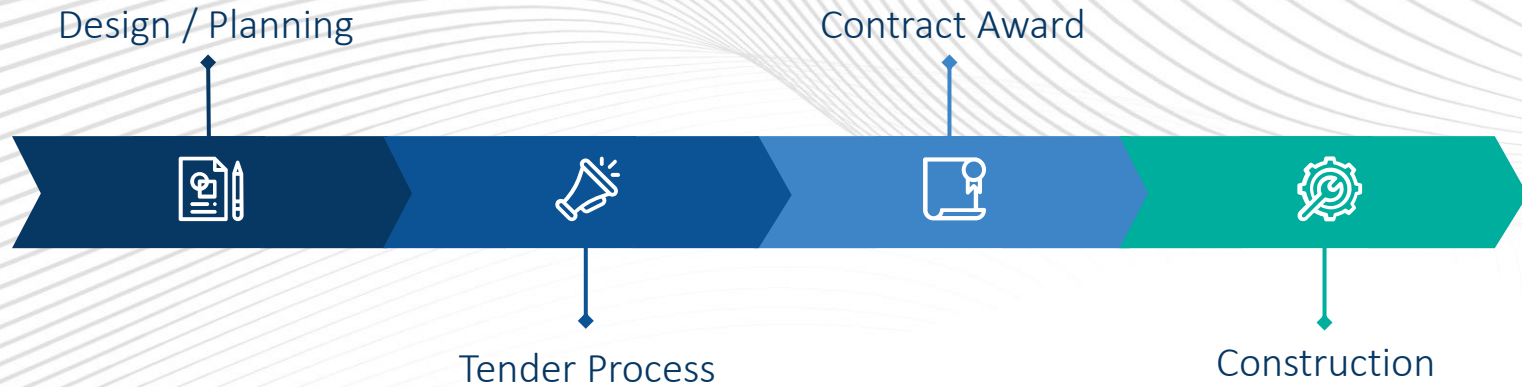 Design / Planning
Contract Award
Tender Process
Construction